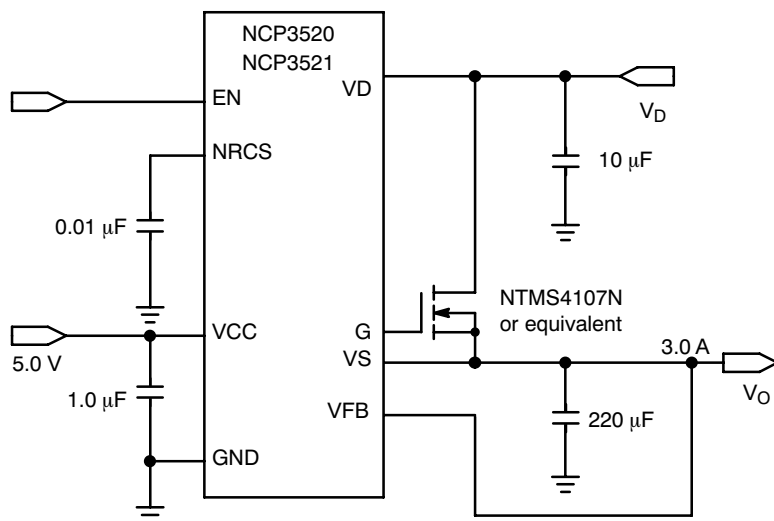 NCP3520
NCP3521
EN
VD
V_D
NRCS
10 μF
0.01 μF
NTMS4107N
or equivalent
G
VCC
5.0 V
VS
3.0 A
V_O
1.0 μF
VFB
220 μF
GND